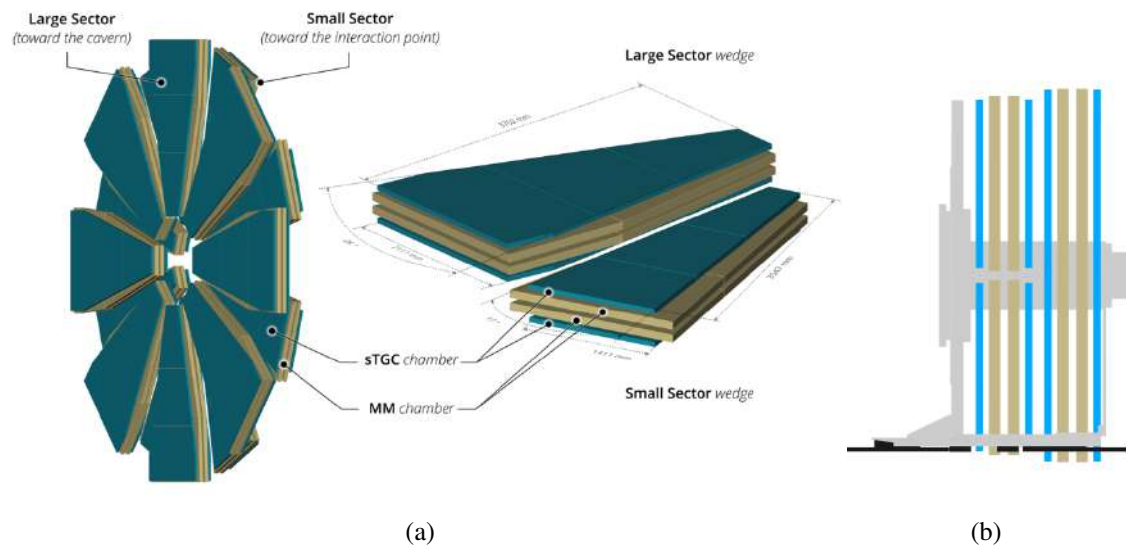 Large Sector
(toward the cavern)
Small Sector
(toward the interaction point)
Large Sector wedge
sTGC chamber
MM chamber
Small Sector wedge
(a)
(b)